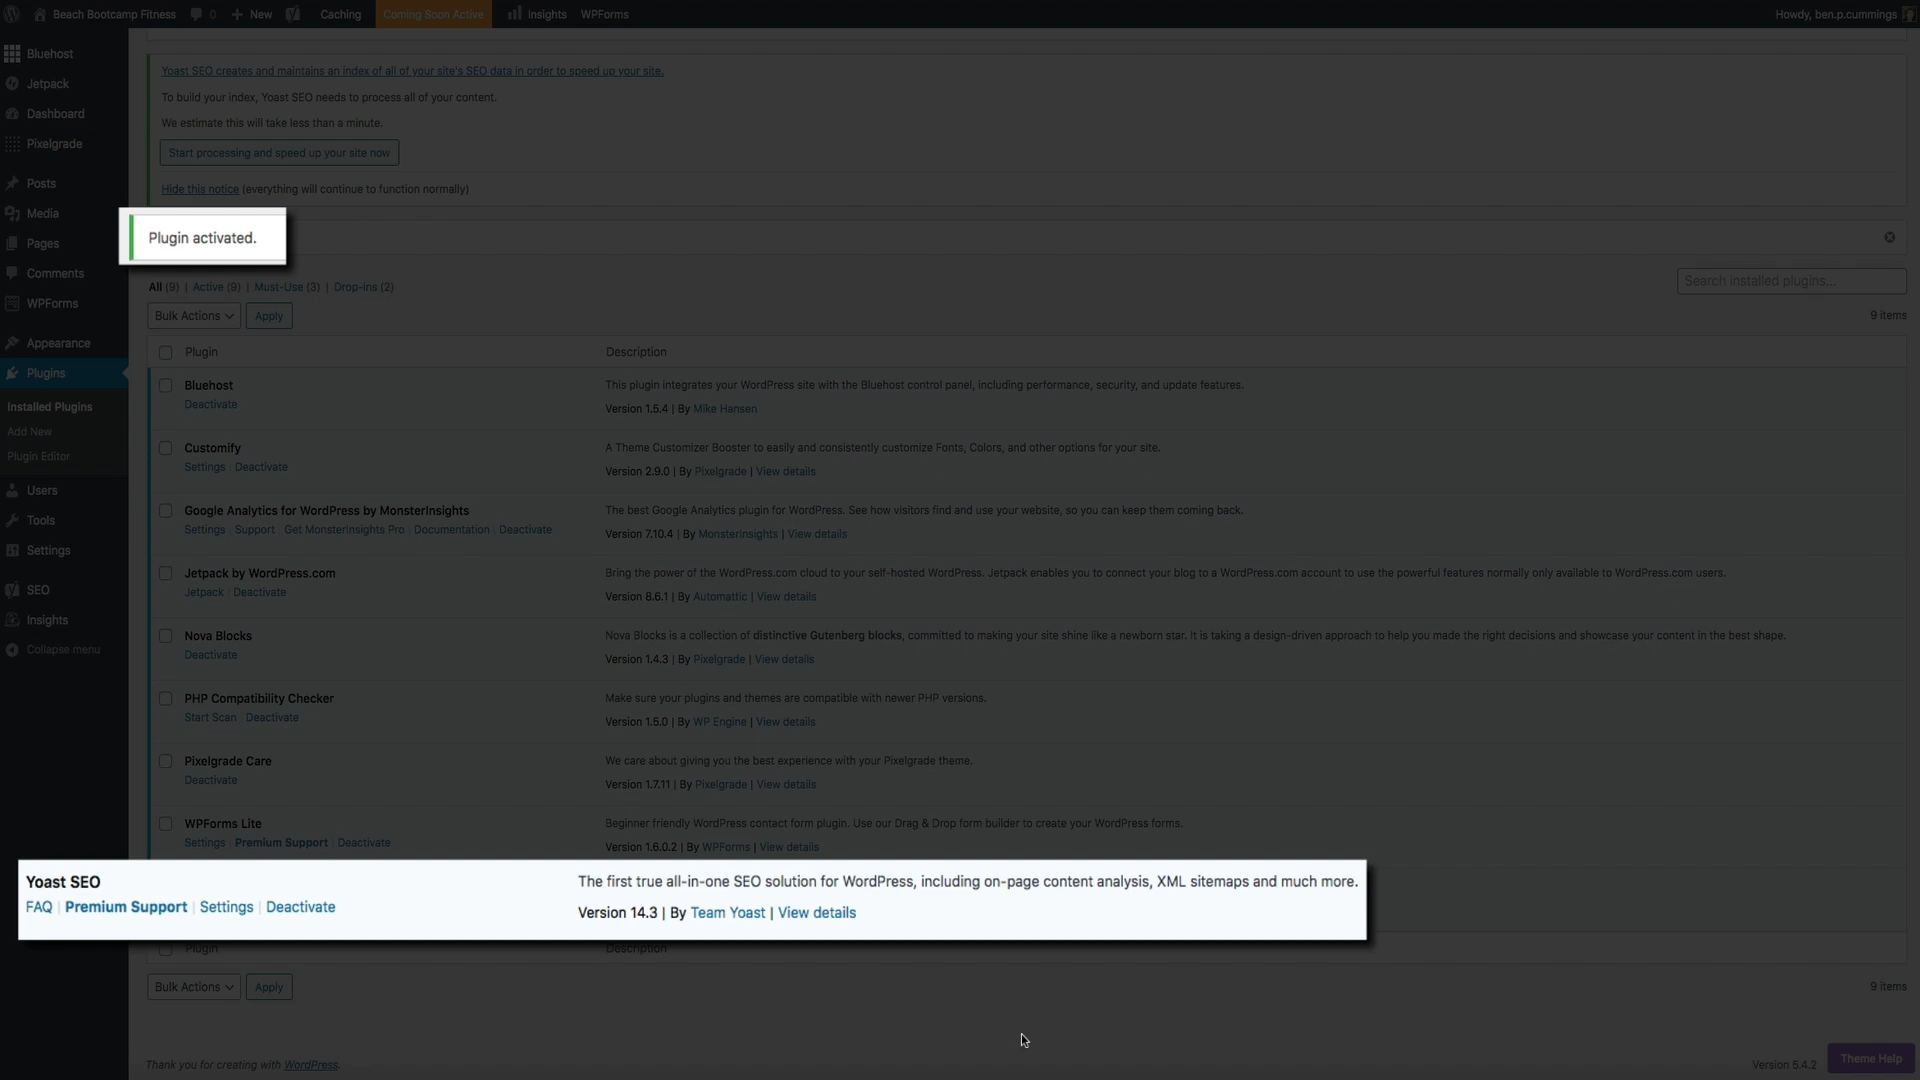 Beach Bootcamp Fitness 0 New Caching Coming Soon Active Insights WPForms Howdy, ben.p.cummings
Bluehost
Jetpack
Dashboard
Pixelgrade
Posts
Media
Pages
Comments
WPForms
Appearance
Plugins
Installed Plugins
Add New
Plugin Editor
Users
Tools
Settings
SEO
Insights
Collapse menu
Yoast SEO creates and maintains an index of all of your site's SEO data in order to speed up your site.
To build your index, Yoast SEO needs to process all of your content.
We estimate this will take less than a minute.
Start processing and speed up your site now
Hide this notice (everything will continue to function normally)
Plugin activated.
All (9) | Active (9) | Must-Use (3) | Drop-ins (2)
Search installed plugins...
Bulk Actions Apply
9 items
Plugin Description
Bluehost
Deactivate
This plugin integrates your WordPress site with the Bluehost control panel, including performance, security, and update features.
Version 1.5.4 | By Mike Hansen
Customify
Settings | Deactivate
A Theme Customizer Booster to easily and consistently customize Fonts, Colors, and other options for your site.
Version 2.9.0 | By Pixelgrade | View details
Google Analytics for WordPress by MonsterInsights
Settings | Support | Get MonsterInsights Pro | Documentation | Deactivate
The best Google Analytics plugin for WordPress. See how visitors find and use your website, so you can keep them coming back.
Version 7.10.4 | By MonsterInsights | View details
Jetpack by WordPress.com
Jetpack | Deactivate
Bring the power of the WordPress.com cloud to your self-hosted WordPress. Jetpack enables you to connect your blog to a WordPress.com account to use the powerful features normally only available to WordPress.com users.
Version 8.6.1 | By Automattic | View details
Nova Blocks
Deactivate
Nova Blocks is a collection of distinctive Gutenberg blocks, committed to making your site shine like a newborn star. It is taking a design-driven approach to help you made the right decisions and showcase your content in the best shape.
Version 1.4.3 | By Pixelgrade | View details
PHP Compatibility Checker
Start Scan | Deactivate
Make sure your plugins and themes are compatible with newer PHP versions.
Version 1.5.0 | By WP Engine | View details
Pixelgrade Care
Deactivate
We care about giving you the best experience with your Pixelgrade theme.
Version 1.7.11 | By Pixelgrade | View details
WPForms Lite
Settings | Premium Support | Deactivate
Beginner friendly WordPress contact form plugin. Use our Drag & Drop form builder to create your WordPress forms.
Version 1.6.0.2 | By WPForms | View details
Yoast SEO
FAQ | Premium Support | Settings | Deactivate
The first true all-in-one SEO solution for WordPress, including on-page content analysis, XML sitemaps and much more.
Version 14.3 | By Team Yoast | View details
Plugin Description
Bulk Actions Apply
9 items
Thank you for creating with WordPress.
Version 5.4.2
Theme Help